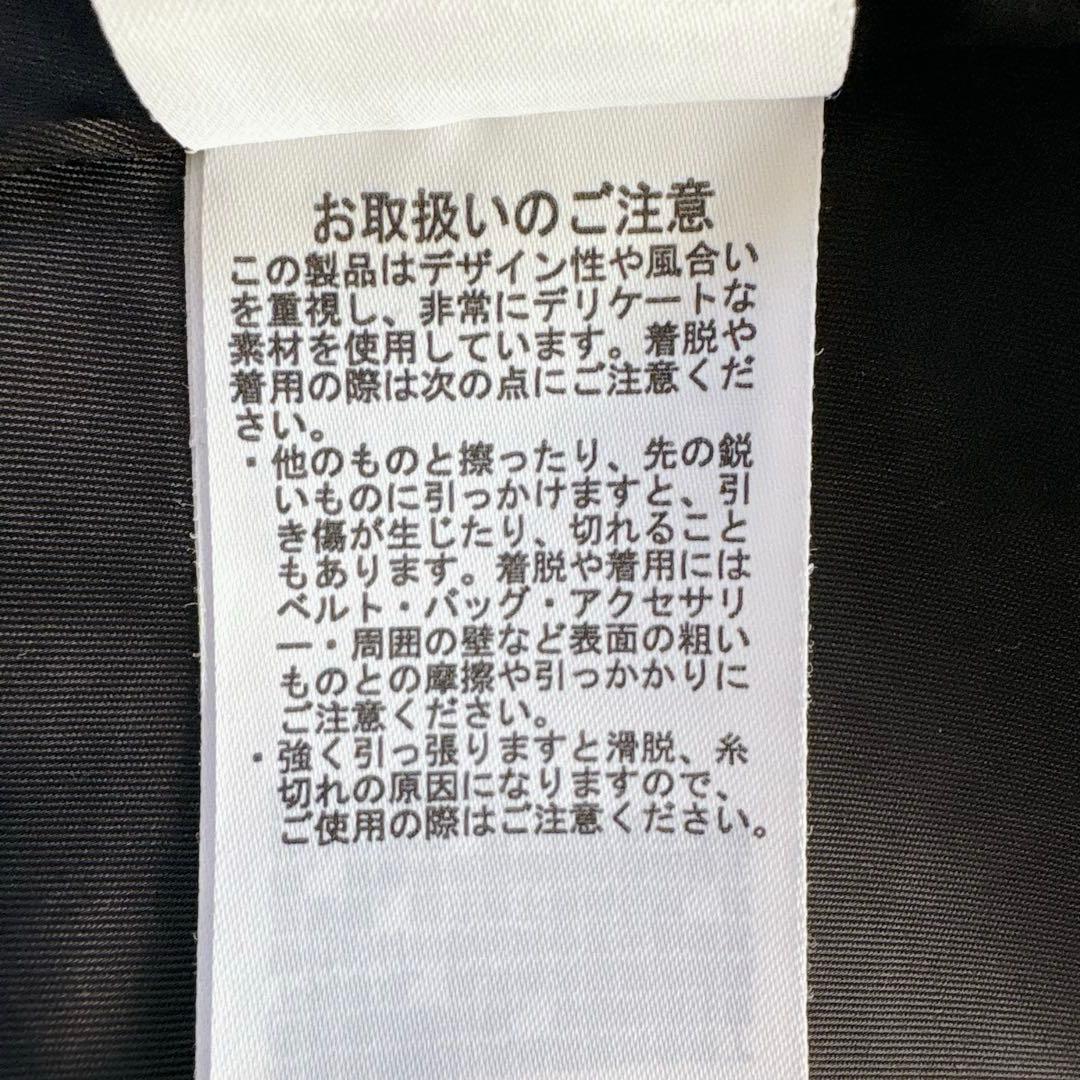 お取扱いのご注意
この製品はデザイン性や風合い
を重視し、非常にデリケートな
素材を使用しています。着脱や
着用の際は次の点にご注意くだ
さい。
・他のものと擦ったり、先の鋭
いものに引っかけますと、引
き傷が生じたり、切れること
もあります。着脱や着用には
ベルト・バッグ・アクセサリ
ー・周囲の壁など表面の粗い
ものとの摩擦や引っかかりに
ご注意ください。
・強く引っ張りますと滑脱、糸
切れの原因になりますので、
ご使用の際はご注意ください。